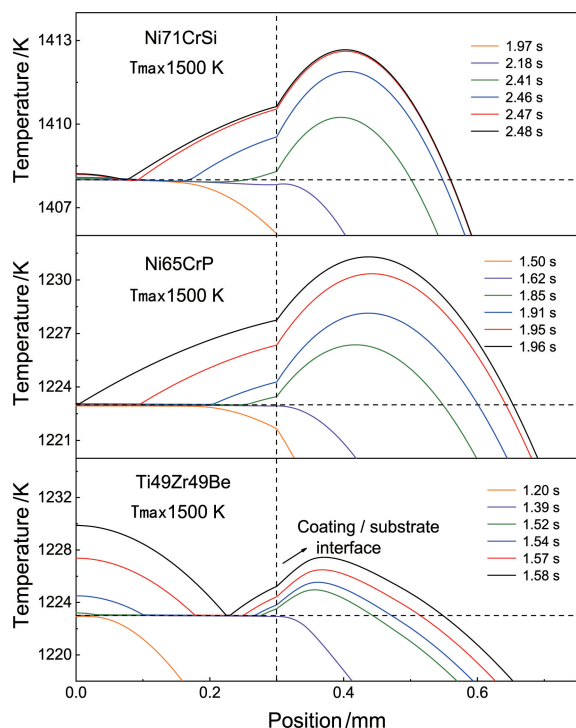 1413
1410
1407
Temperature/K
Ni71CrSi
Tmax1500 K
1.97 s
2.18 s
2.41 s
2.46 s
2.47 s
2.48 s
1230
1227
1224
1221
Temperature/K
Ni65CrP
Tmax1500 K
1.50 s
1.62 s
1.85 s
1.91 s
1.95 s
1.96 s
1232
1228
1224
1220
Temperature/K
Ti49Zr49Be
Tmax1500 K
Coating / substrate
interface
1.20 s
1.39 s
1.52 s
1.54 s
1.57 s
1.58 s
0.0
0.2
0.4
0.6
Position/mm